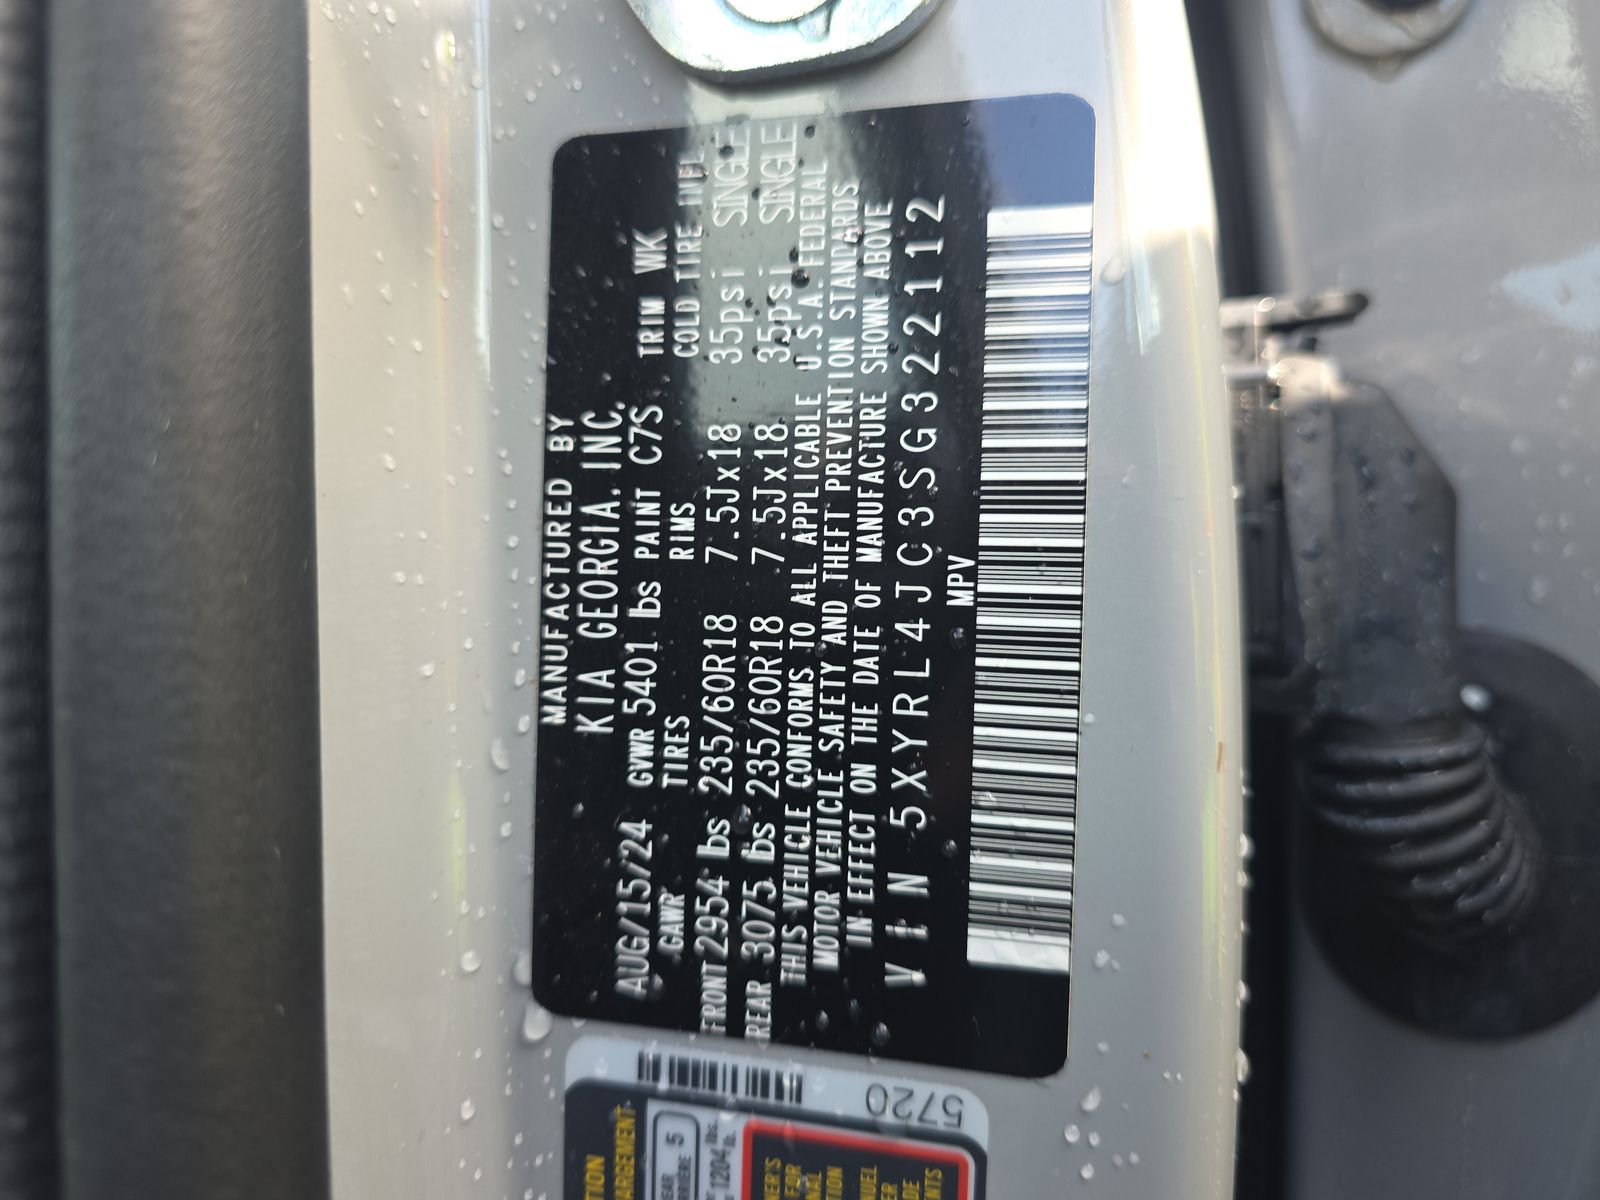 MANUFACTURED BY
KIA GEORGIA, INC.
AUG/15/24 GVWR 5401 lbs PAINT C7S TRIM WK
GAWR TIRES RIMS COLD TIRE INFL
FRONT 2954 lbs 235/60R18 7.5Jx18 35psi SINGLE
REAR 3075 lbs 235/60R18 7.5Jx18 35psi SINGLE
THIS VEHICLE CONFORMS TO ALL APPLICABLE U.S.A. FEDERAL
MOTOR VEHICLE SAFETY AND THEFT PREVENTION STANDARDS
IN EFFECT ON THE DATE OF MANUFACTURE SHOWN ABOVE
VIN 5XYRL4JC3SG322112
MPV
5720
5
1204 lbs.